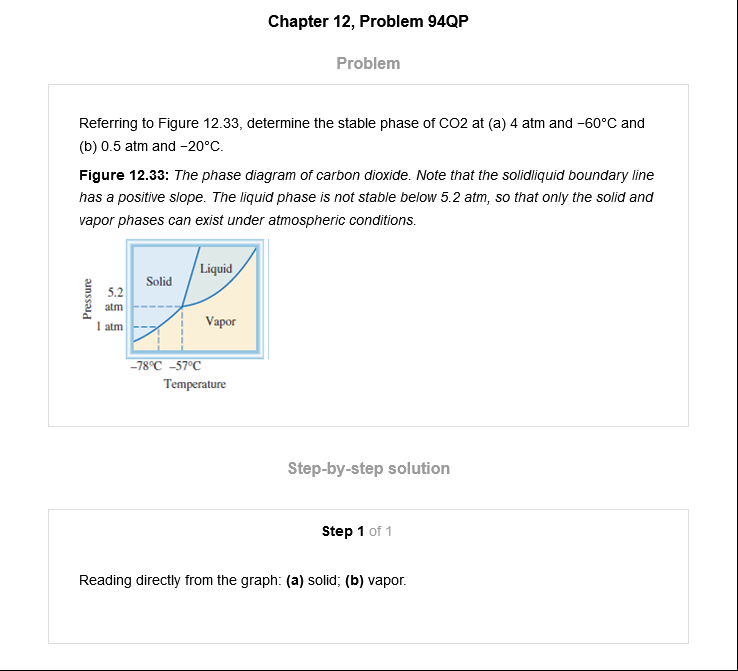 Chapter 12, Problem 94QP
Problem
Referring to Figure 12.33, determine the stable phase of CO2 at (a) 4 atm and −60°C and
(b) 0.5 atm and −20°C.
Figure 12.33: The phase diagram of carbon dioxide. Note that the solidliquid boundary line
has a positive slope. The liquid phase is not stable below 5.2 atm, so that only the solid and
vapor phases can exist under atmospheric conditions.
Pressure
5.2
atm
1 atm
Solid
Liquid
Vapor
−78°C −57°C
Temperature
Step-by-step solution
Step 1 of 1
Reading directly from the graph: (a) solid; (b) vapor.